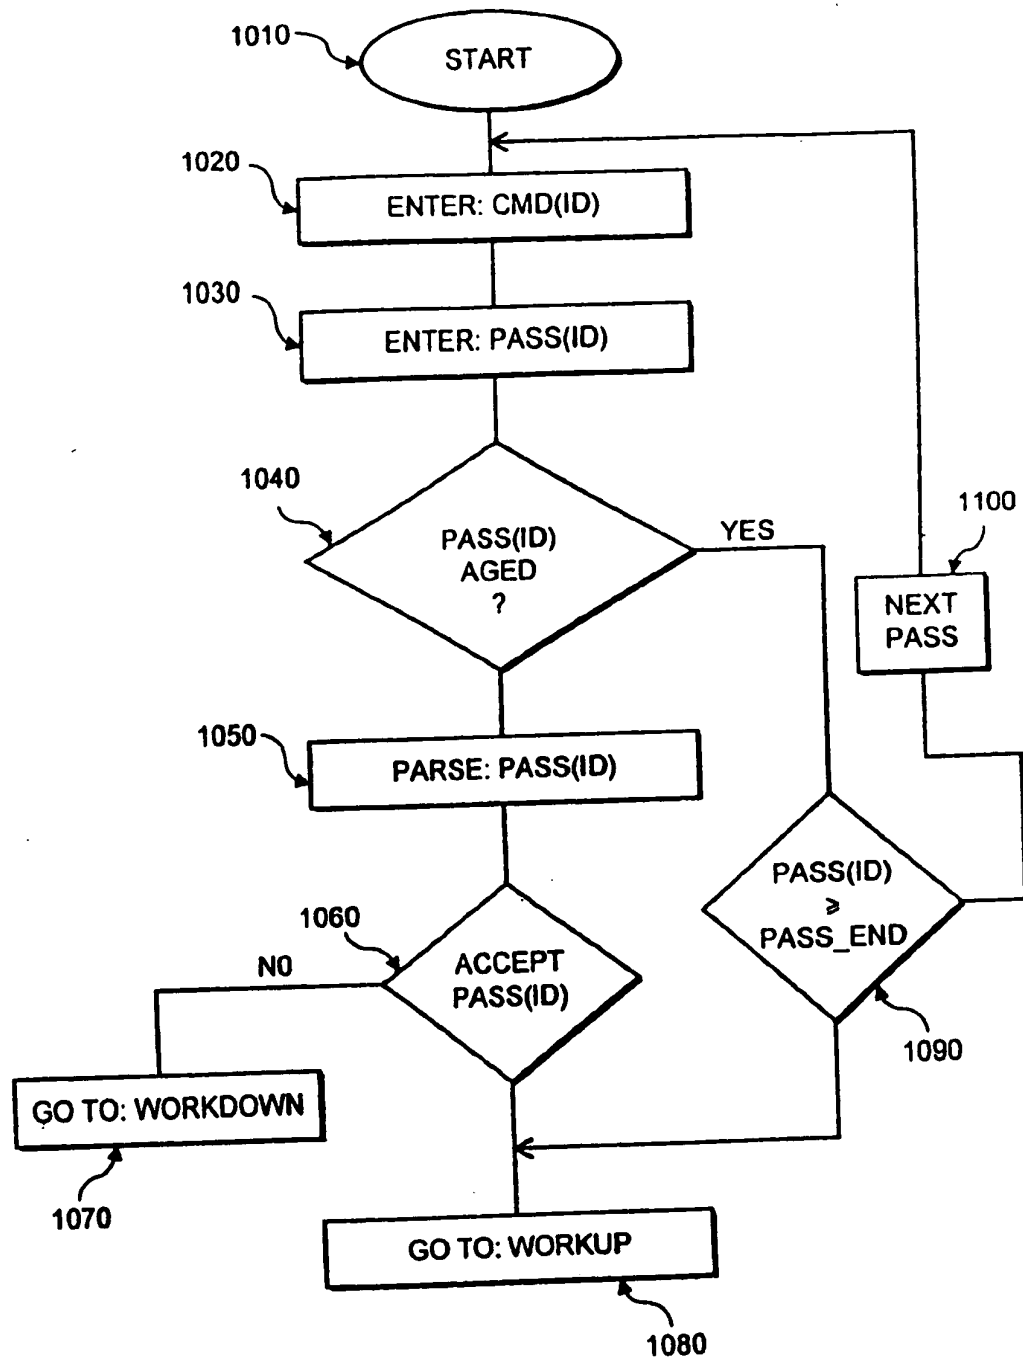 1010
START
1020
ENTER: CMD(ID)
1030
ENTER: PASS(ID)
1040
PASS(ID)
AGED
?
YES
1100
NEXT
PASS
1050
PARSE: PASS(ID)
PASS(ID)
≥
PASS_END
1090
1060
ACCEPT
PASS(ID)
NO
GO TO: WORKDOWN
1070
GO TO: WORKUP
1080